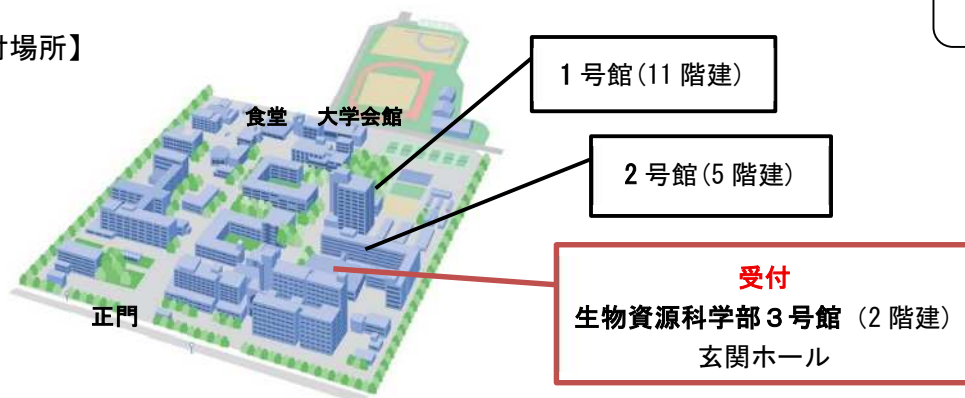 付場所】
1号館(11階建)
食堂 大学会館
2号館(5階建)
受付
生物資源科学部3号館 (2階建)
玄関ホール
正門